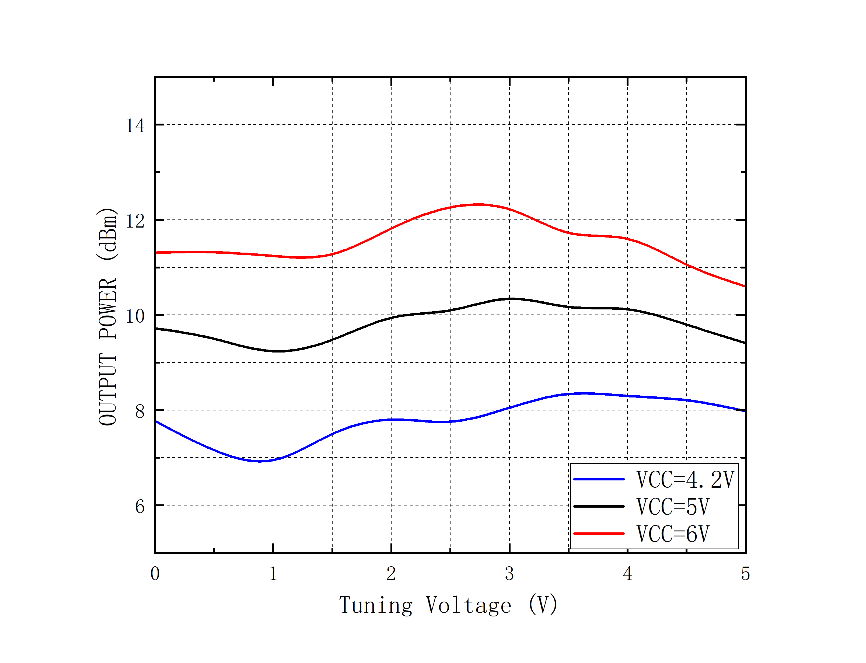 14
12
10
8
6
OUTPUT POWER (dBm)
0 1 2 3 4 5
Tuning Voltage (V)
VCC=4.2V
VCC=5V
VCC=6V